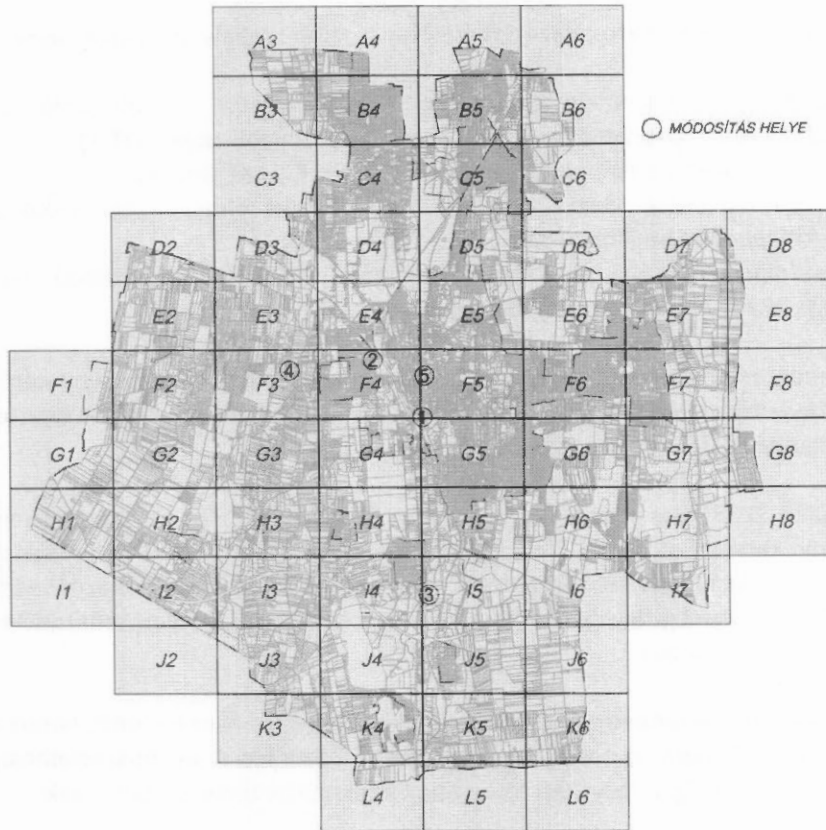 A3 A4 A5 A6
B3 B4 B5 B6
MÓDOSÍTÁS HELYE
C3 C4 C5 C6
D2 D3 D4 D5 D6 D7 D8
E2 E3 E4 E5 E6 E7 E8
2
4
5
F1 F2 F3 F4 F5 F6 F7 F8
G1 G2 G3 G4 G5 G6 G7 G8
H1 H2 H3 H4 H5 H6 H7 H8
I1 I2 I3 I4 I5 I6 I7
3
J2 J3 J4 J5 J6
K3 K4 K5 K6
L4 L5 L6